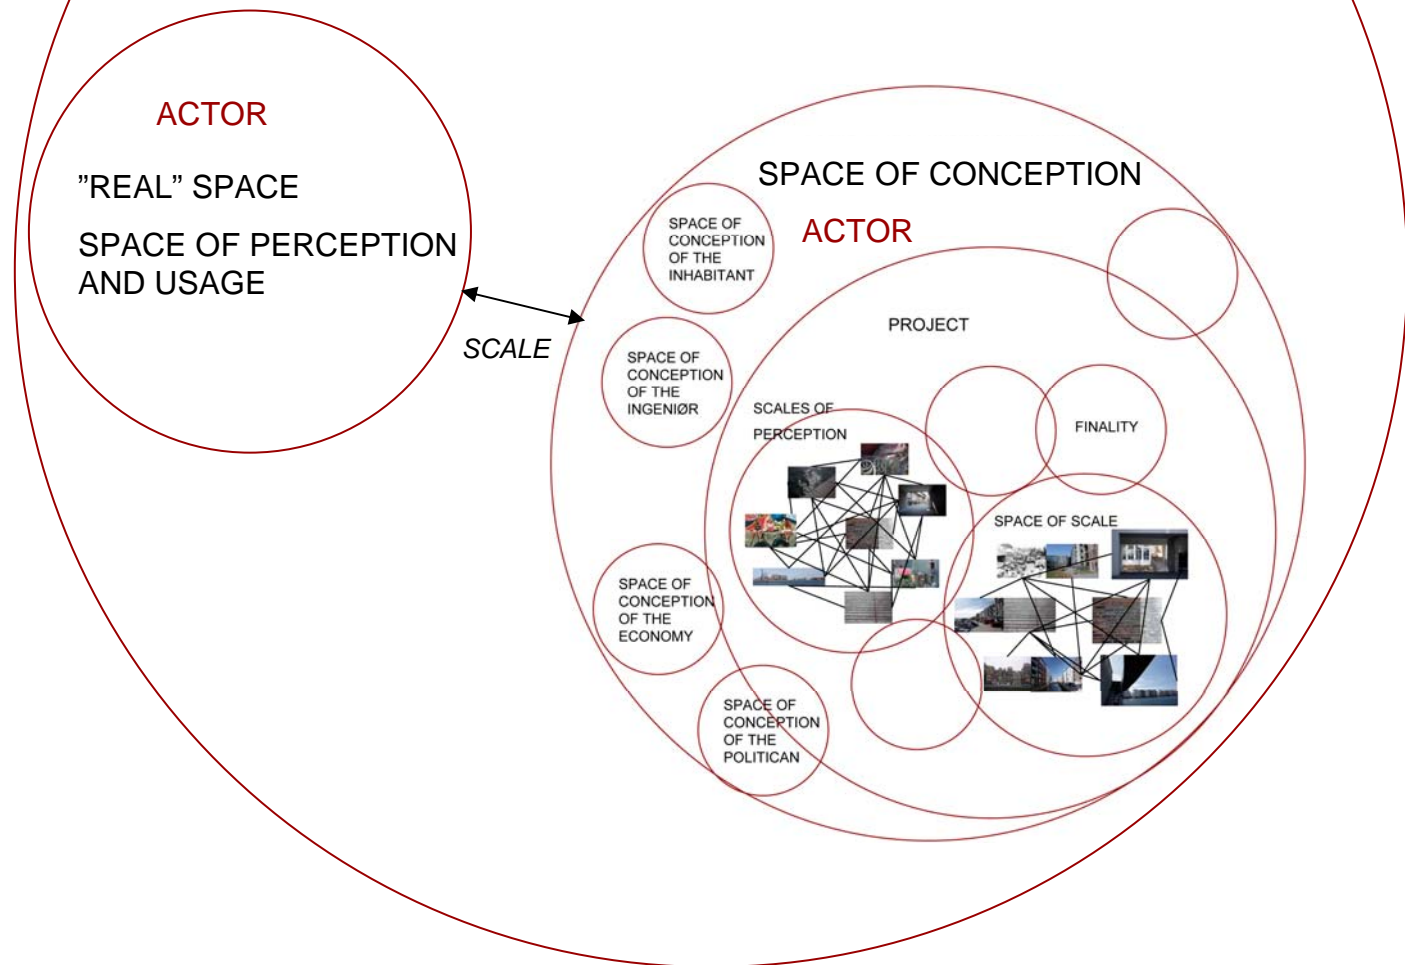 ACTOR
”REAL” SPACE
SPACE OF PERCEPTION
AND USAGE
SCALE
SPACE OF CONCEPTION
ACTOR
SPACE OF
CONCEPTION
OF THE
INHABITANT
SPACE OF
CONCEPTION
OF THE
INGENIØR
SPACE OF
CONCEPTION
OF THE
ECONOMY
SPACE OF
CONCEPTION
OF THE
POLITICAN
PROJECT
SCALES OF
PERCEPTION
FINALITY
SPACE OF SCALE